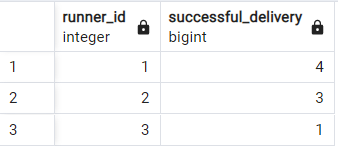 runner_id successful_delivery
integer bigint
1 1 4
2 2 3
3 3 1